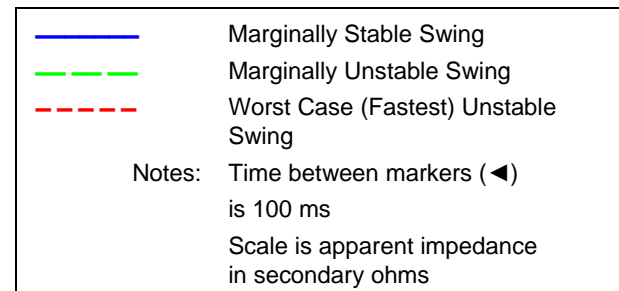 Marginally Stable Swing
Marginally Unstable Swing
Worst Case (Fastest) Unstable
Swing
Notes: Time between markers (◄)
is 100 ms
Scale is apparent impedance
in secondary ohms